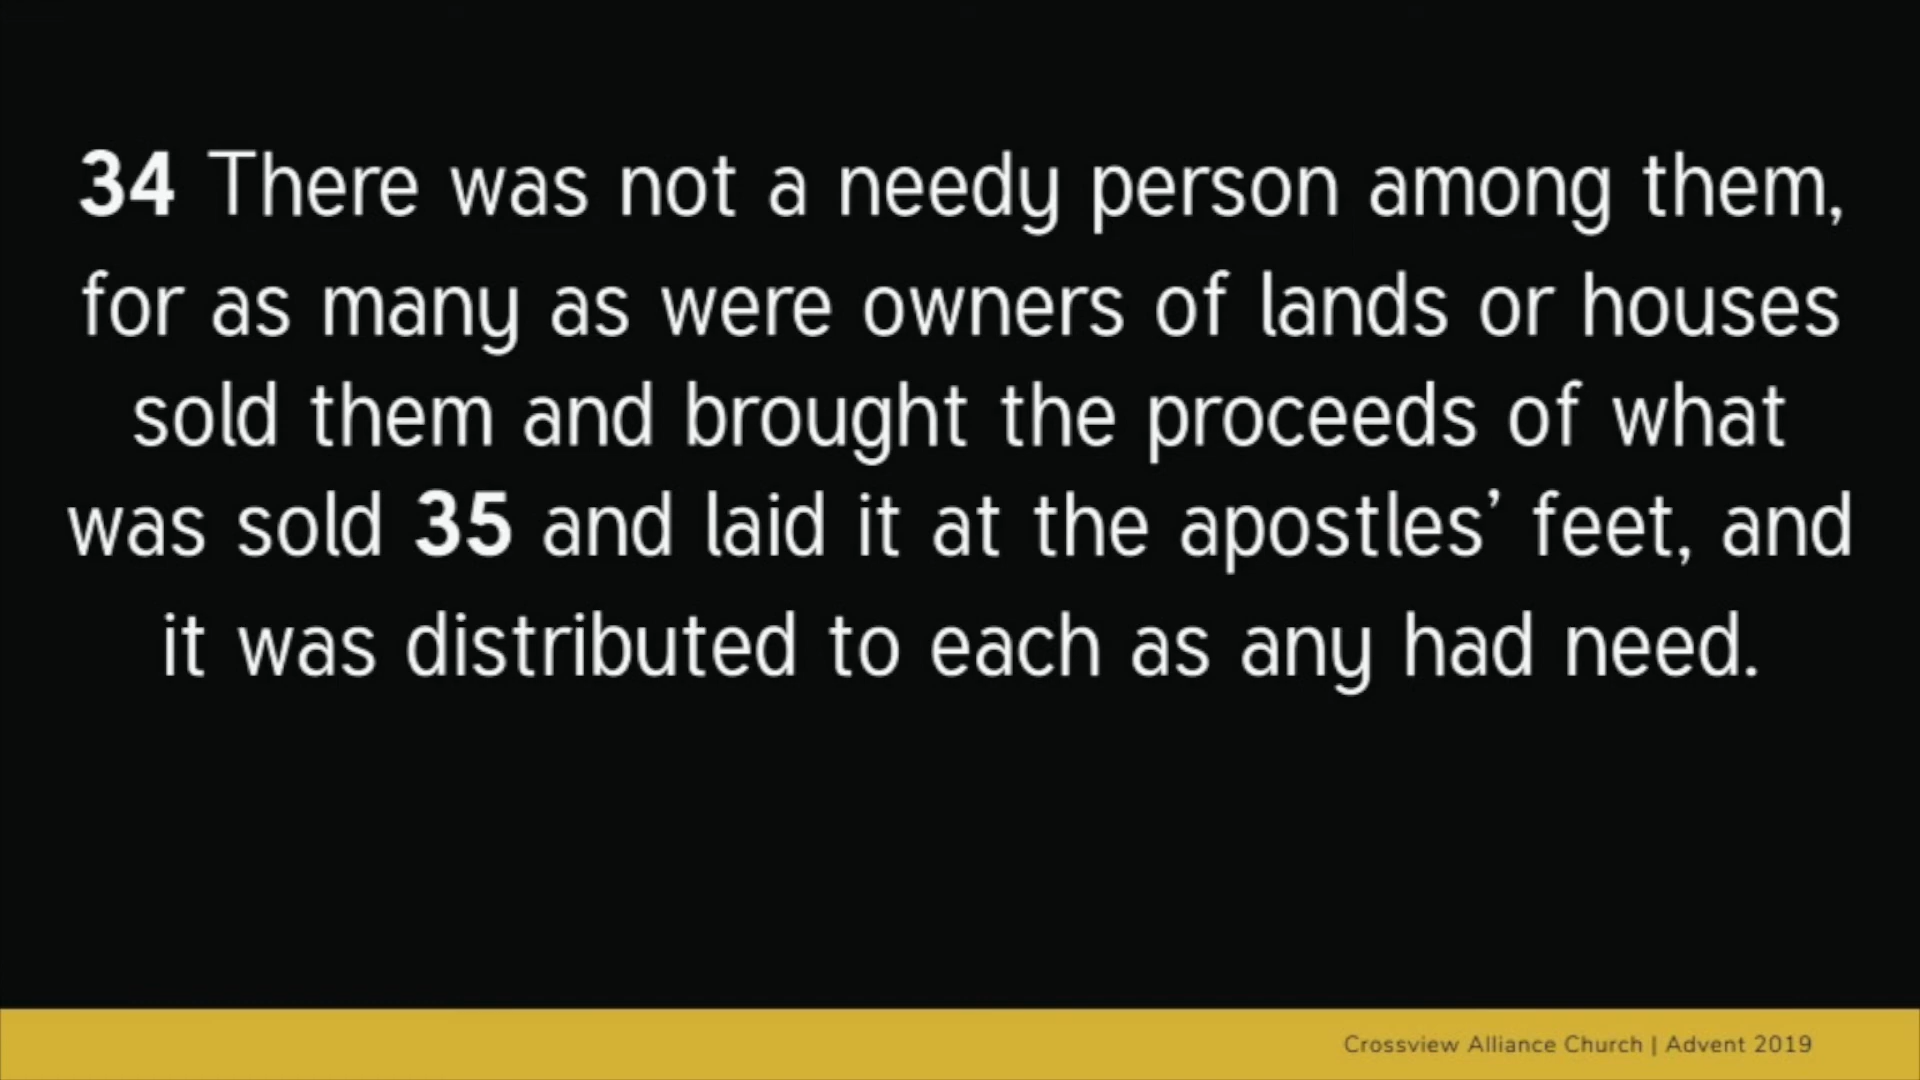 34 There was not a needy person among them,
for as many as were owners of lands or houses
sold them and brought the proceeds of what
was sold 35 and laid it at the apostles’ feet, and
it was distributed to each as any had need.
Crossview Alliance Church | Advent 2019